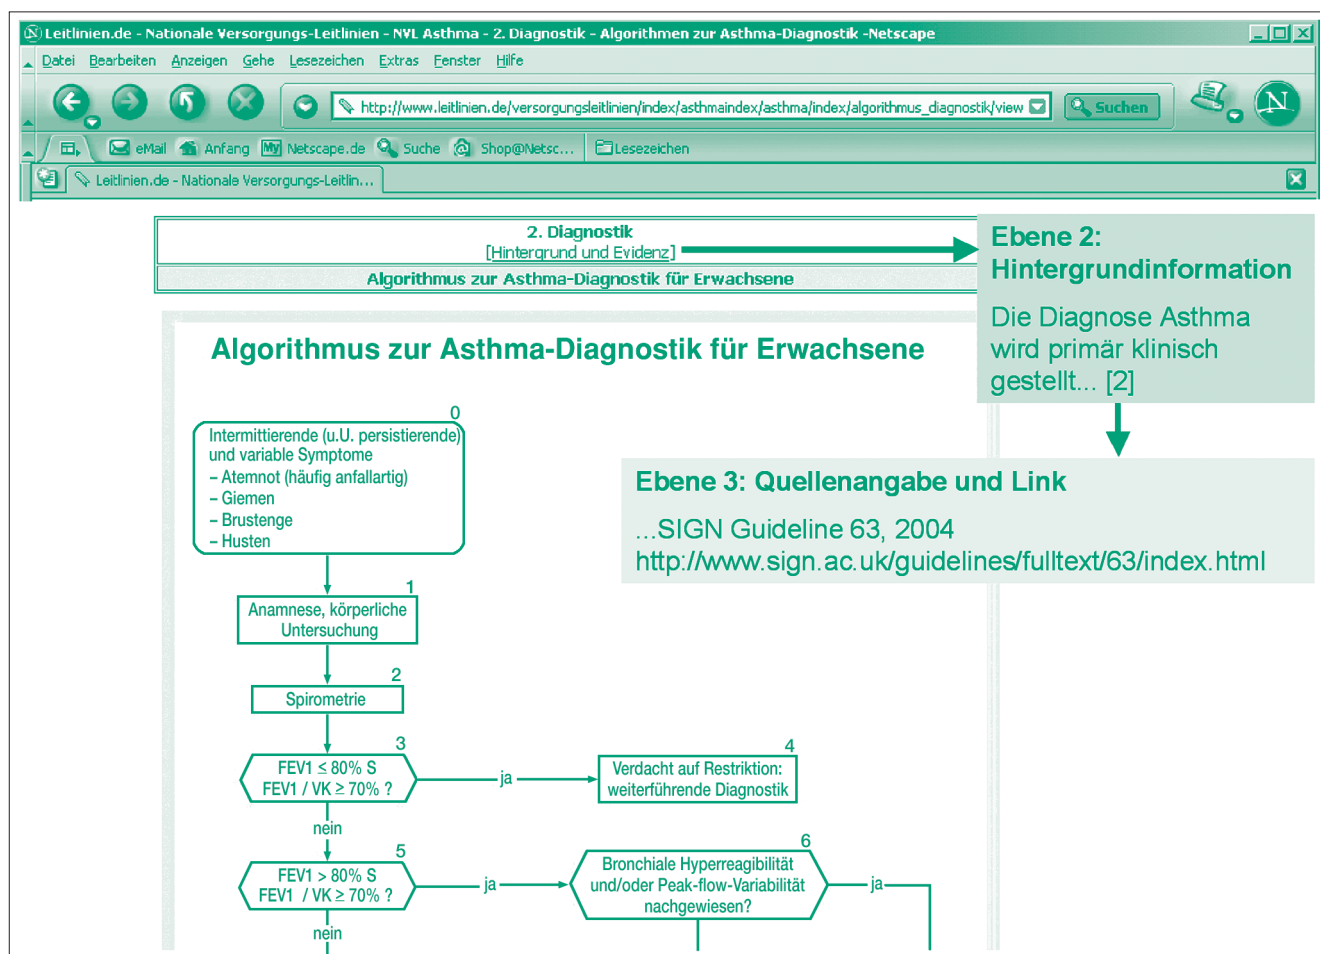 Leitlinien.de - Nationale Versorgungs-Leitlinien - NVL Asthma - 2. Diagnostik - Algorithmen zur Asthma-Diagnostik -Netscape
Datei Bearbeiten Anzeigen Gehe Lesezeichen Extras Fenster Hilfe
http://www.leitlinien.de/versorgungsleitlinien/index/asthmaindex/asthma/index/algorithmus_diagnostik/view Suchen N
eMail Anfang My Netscape.de Suche Shop@Netsc... Lesezeichen
Leitlinien.de - Nationale Versorgungs-Leitlin...
2. Diagnostik
[Hintergrund und Evidenz]
Algorithmus zur Asthma-Diagnostik für Erwachsene
Ebene 2:
Hintergrundinformation
Die Diagnose Asthma
wird primär klinisch
gestellt... [2]
Ebene 3: Quellenangabe und Link
...SIGN Guideline 63, 2004
http://www.sign.ac.uk/guidelines/fulltext/63/index.html
Algorithmus zur Asthma-Diagnostik für Erwachsene
0
Intermittierende (u.U. persistierende)
und variable Symptome
– Atemnot (häufig anfallartig)
– Giemen
– Brustenge
– Husten
1
Anamnese, körperliche
Untersuchung
2
Spirometrie
3
FEV1 ≤ 80% S
FEV1 / VK ≥ 70% ?
ja
4
Verdacht auf Restriktion:
weiterführende Diagnostik
nein
5
FEV1 > 80% S
FEV1 / VK ≥ 70% ?
ja
6
Bronchiale Hyperreagibilität
und/oder Peak-flow-Variabilität
nachgewiesen?
ja
nein